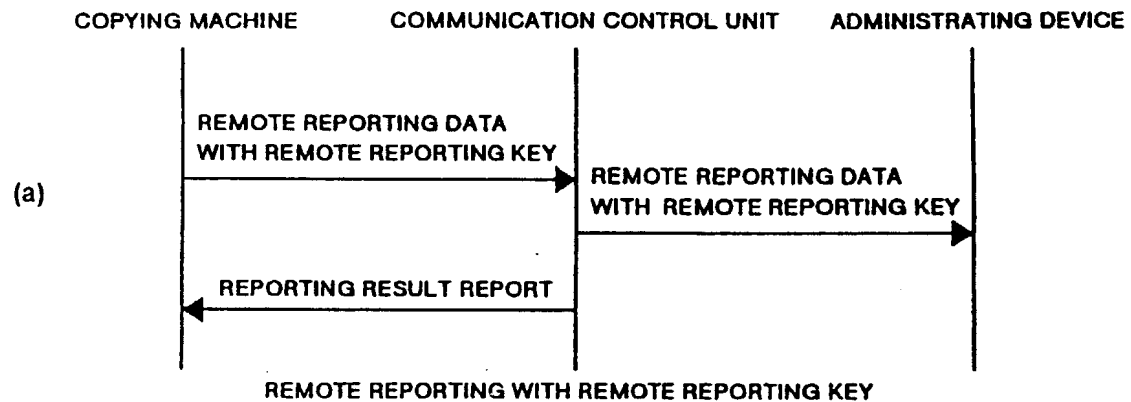 COPYING MACHINE COMMUNICATION CONTROL UNIT ADMINISTRATING DEVICE
REMOTE REPORTING DATA
WITH REMOTE REPORTING KEY
(a)
REMOTE REPORTING DATA
WITH REMOTE REPORTING KEY
REPORTING RESULT REPORT
REMOTE REPORTING WITH REMOTE REPORTING KEY